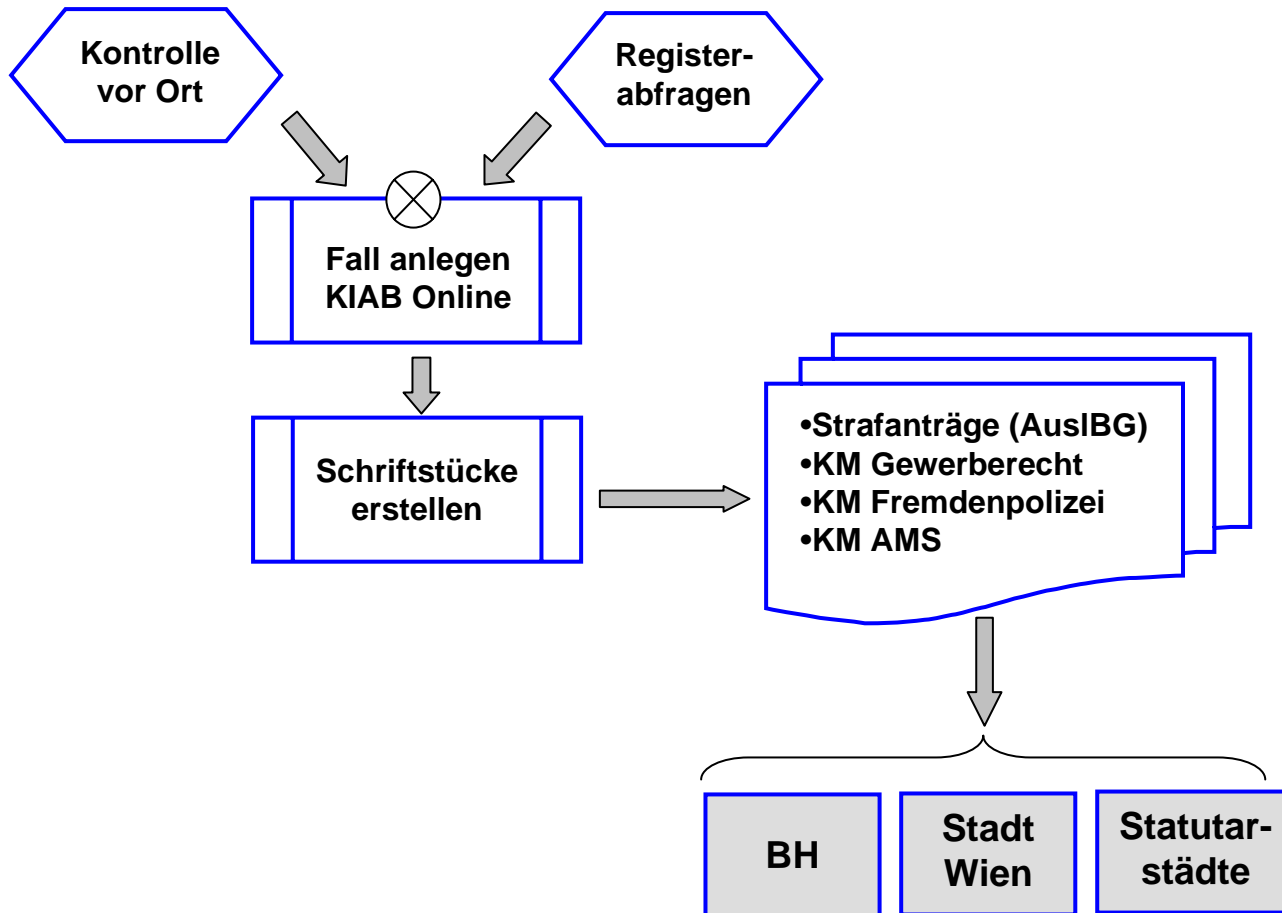 Kontrolle
vor Ort
Register-
abfragen
Fall anlegen
KIAB Online
Schriftstücke
erstellen
•Strafanträge (AuslBG)
•KM Gewerberecht
•KM Fremdenpolizei
•KM AMS
BH
Stadt
Wien
Statutar-
städte